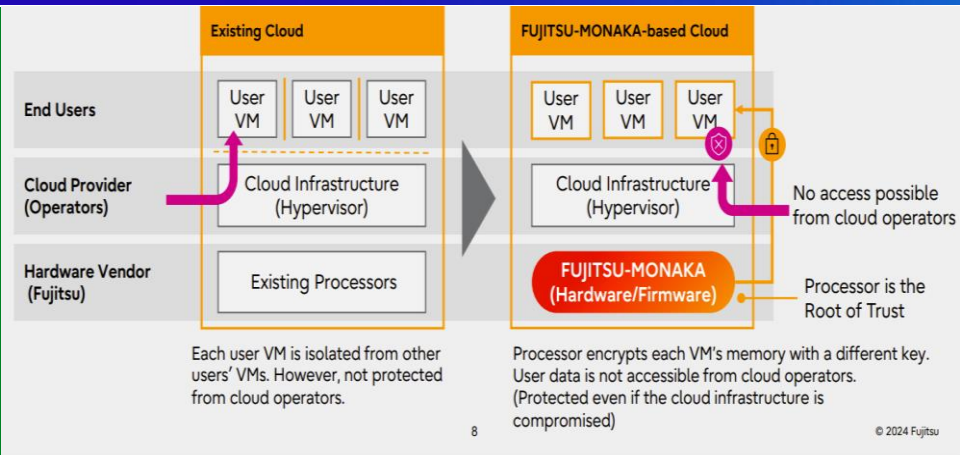 Existing Cloud
FUJITSU-MONAKA-based Cloud
End Users
User
VM
User
VM
User
VM
User
VM
User
VM
User
VM
Cloud Provider
(Operators)
Cloud Infrastructure
(Hypervisor)
Cloud Infrastructure
(Hypervisor)
No access possible
from cloud operators
Hardware Vendor
(Fujitsu)
Existing Processors
FUJITSU-MONAKA
(Hardware/Firmware)
Processor is the
Root of Trust
Each user VM is isolated from other
users' VMs. However, not protected
from cloud operators.
Processor encrypts each VM's memory with a different key.
User data is not accessible from cloud operators.
(Protected even if the cloud infrastructure is
compromised)
8
© 2024 Fujitsu